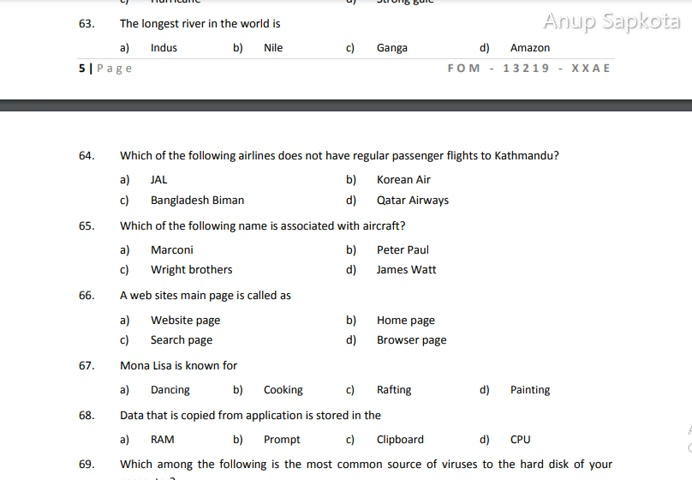 63. The longest river in the world is
Anup Sapkota
a) Indus b) Nile c) Ganga d) Amazon
5 | Page FOM - 13219 - XXAE
64. Which of the following airlines does not have regular passenger flights to Kathmandu?
a) JAL b) Korean Air
c) Bangladesh Biman d) Qatar Airways
65. Which of the following name is associated with aircraft?
a) Marconi b) Peter Paul
c) Wright brothers d) James Watt
66. A web sites main page is called as
a) Website page b) Home page
c) Search page d) Browser page
67. Mona Lisa is known for
a) Dancing b) Cooking c) Rafting d) Painting
68. Data that is copied from application is stored in the
a) RAM b) Prompt c) Clipboard d) CPU
69. Which among the following is the most common source of viruses to the hard disk of your